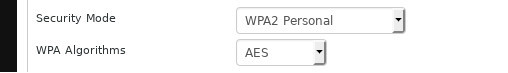 Security Mode WPA2 Personal
WPA Algorithms AES